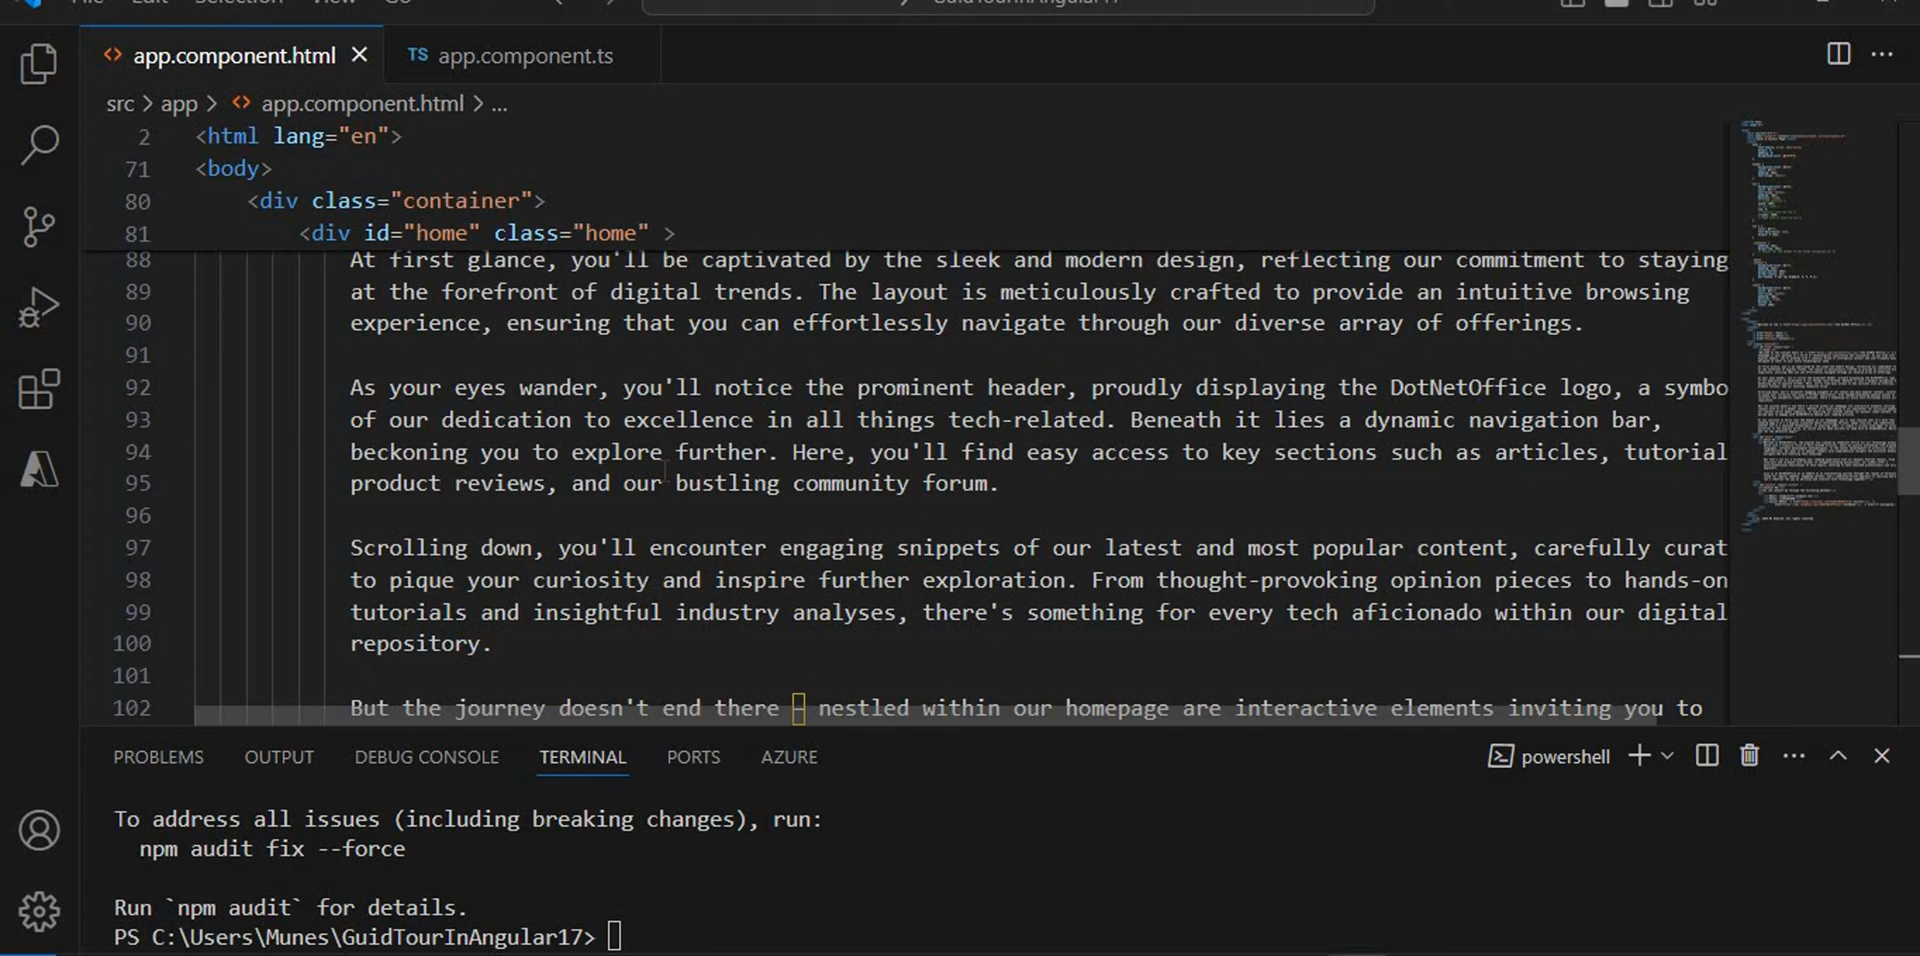 File Edit Selection View Go
GuidTourInAngular17
app.component.html
TS app.component.ts
src > app > app.component.html > ...
2 <html lang="en">
71 <body>
80 <div class="container">
81 <div id="home" class="home" >
88 At first glance, you'll be captivated by the sleek and modern design, reflecting our commitment to staying
89 at the forefront of digital trends. The layout is meticulously crafted to provide an intuitive browsing
90 experience, ensuring that you can effortlessly navigate through our diverse array of offerings.
91
92 As your eyes wander, you'll notice the prominent header, proudly displaying the DotNetOffice logo, a symbo
93 of our dedication to excellence in all things tech-related. Beneath it lies a dynamic navigation bar,
94 beckoning you to explore further. Here, you'll find easy access to key sections such as articles, tutorial
95 product reviews, and our bustling community forum.
96
97 Scrolling down, you'll encounter engaging snippets of our latest and most popular content, carefully curat
98 to pique your curiosity and inspire further exploration. From thought-provoking opinion pieces to hands-on
99 tutorials and insightful industry analyses, there's something for every tech aficionado within our digital
100 repository.
101
102 But the journey doesn't end there – nestled within our homepage are interactive elements inviting you to
PROBLEMS OUTPUT DEBUG CONSOLE TERMINAL PORTS AZURE
powershell
To address all issues (including breaking changes), run:
npm audit fix --force
Run `npm audit` for details.
PS C:\Users\Munes\GuidTourInAngular17>